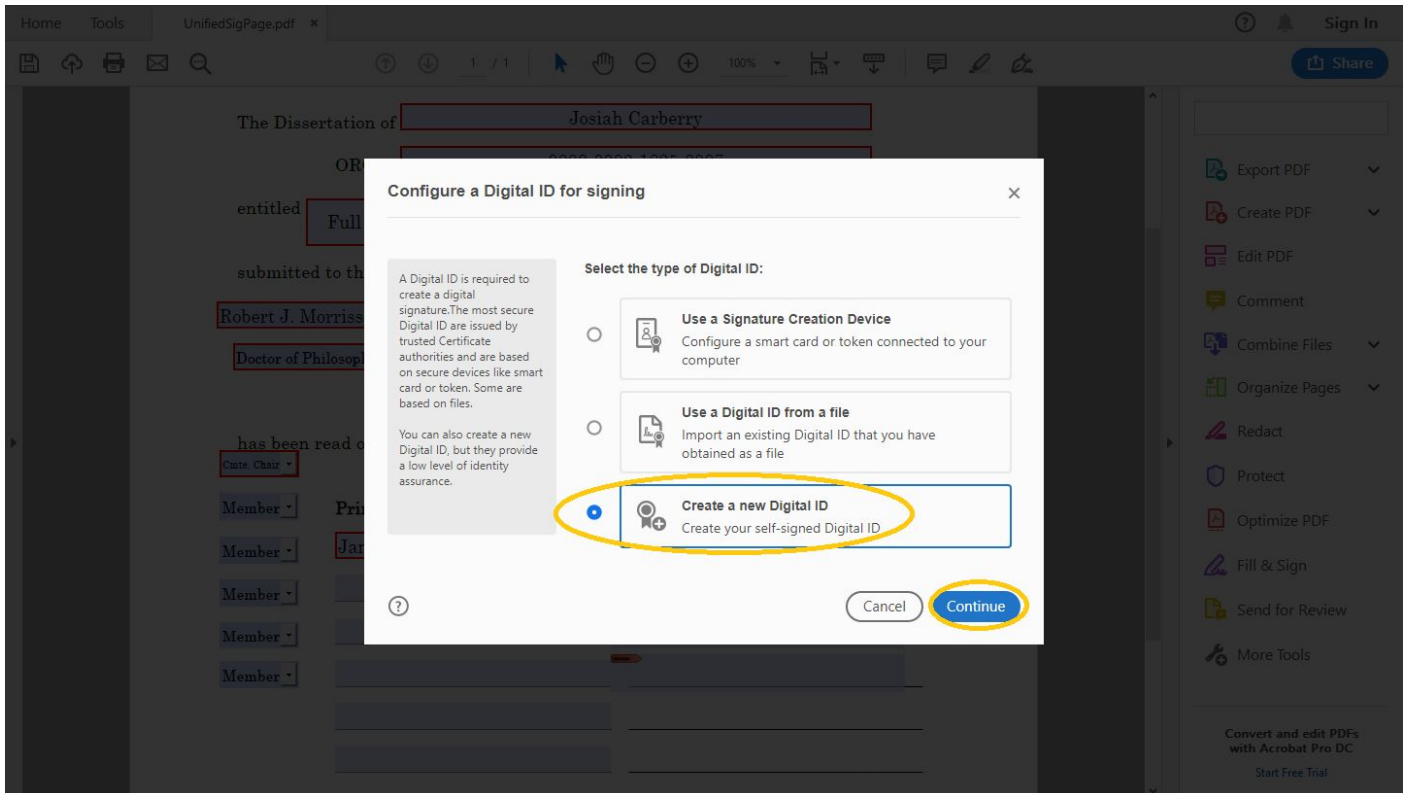 Home Tools UnifiedSigPage.pdf × Sign In
1 / 1 100% Share
The Dissertation of Josiah Carberry
entitled Full
submitted to th
Robert J. Morriss
Doctor of Philosop
has been read o
Cmte. Chair
Member Pri
Member Jan
Member
Member
Member
Configure a Digital ID for signing
A Digital ID is required to
create a digital
signature.The most secure
Digital ID are issued by
trusted Certificate
authorities and are based
on secure devices like smart
card or token. Some are
based on files.
You can also create a new
Digital ID, but they provide
a low level of identity
assurance.
Select the type of Digital ID:
Use a Signature Creation Device
Configure a smart card or token connected to your
computer
Use a Digital ID from a file
Import an existing Digital ID that you have
obtained as a file
Create a new Digital ID
Create your self-signed Digital ID
? Cancel Continue
Export PDF
Create PDF
Edit PDF
Comment
Combine Files
Organize Pages
Redact
Protect
Optimize PDF
Fill & Sign
Send for Review
More Tools
Convert and edit PDFs
with Acrobat Pro DC
Start Free Trial